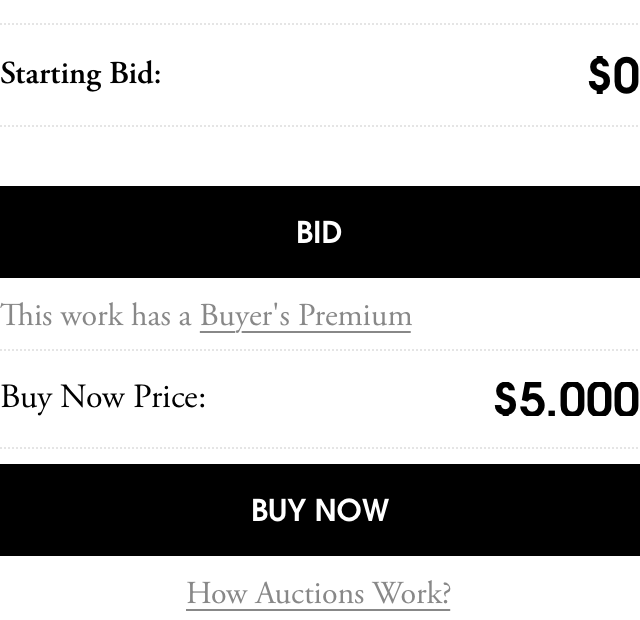 Starting Bid: $0
BID
This work has a Buyer's Premium
Buy Now Price: $5.000
BUY NOW
How Auctions Work?